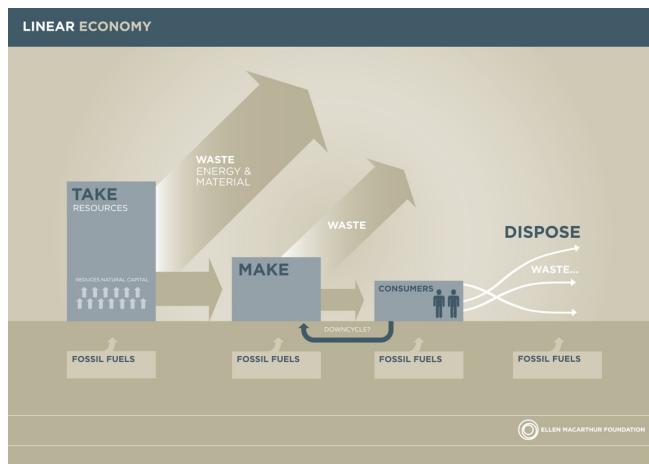 LINEAR ECONOMY
WASTE
ENERGY &
MATERIAL
TAKE
RESOURCES
WASTE
DISPOSE
MAKE
WASTE...
REDUCES NATURAL CAPITAL
CONSUMERS
DOWNCYCLE?
FOSSIL FUELS
FOSSIL FUELS
FOSSIL FUELS
FOSSIL FUELS
ELLEN MACARTHUR FOUNDATION